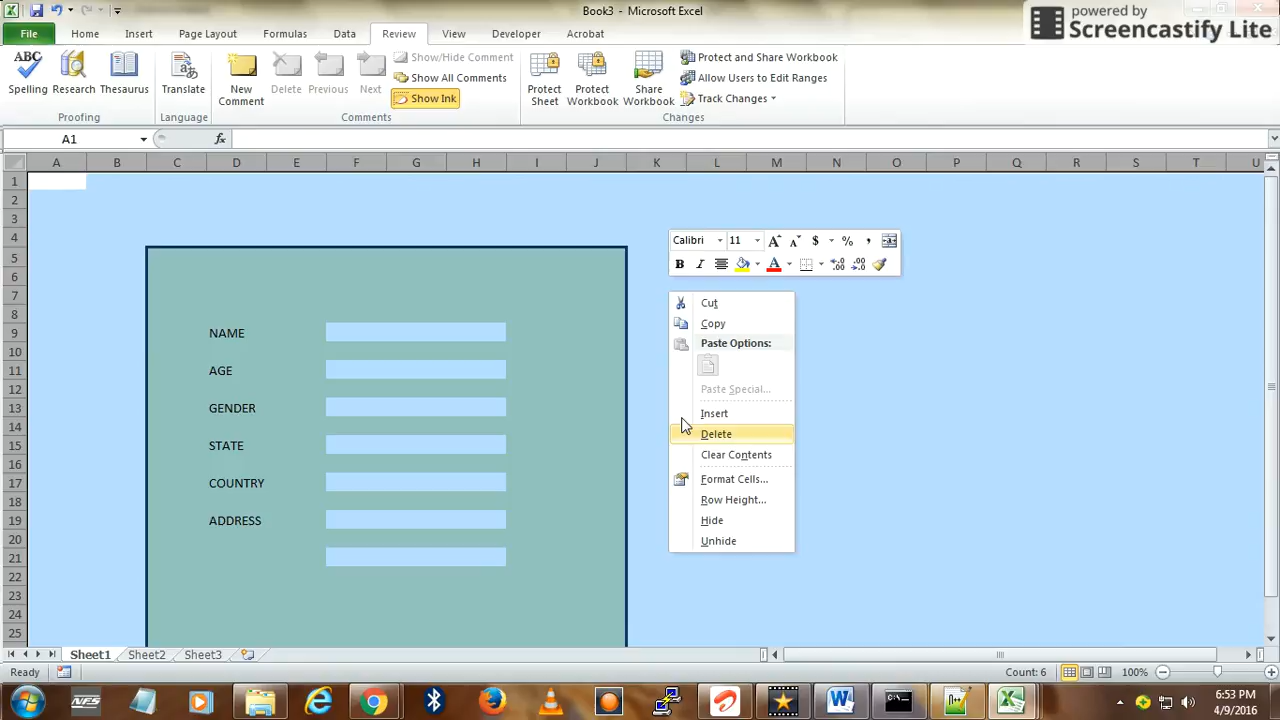 Book3 - Microsoft Excel
powered by
Screencastify Lite
File Home Insert Page Layout Formulas Data Review View Developer Acrobat
ABC
Spelling Research Thesaurus
Proofing
Translate
Language
New Comment Delete Previous Next
Show/Hide Comment
Show All Comments
Show Ink
Comments
Protect Sheet Protect Workbook Share Workbook
Protect and Share Workbook
Allow Users to Edit Ranges
Track Changes
Changes
A1 fx
A B C D E F G H I J K L M N O P Q R S T U
1
2
3
4
5
6
7
8
9
10
11
12
13
14
15
16
17
18
19
20
21
22
23
24
25
NAME
AGE
GENDER
STATE
COUNTRY
ADDRESS
Calibri 11 A A $ % ,
B I A .00 .00
Cut
Copy
Paste Options:
Paste Special...
Insert
Delete
Clear Contents
Format Cells...
Row Height...
Hide
Unhide
Sheet1 Sheet2 Sheet3
Ready Count: 6 100%
NFS
6:53 PM
4/9/2016